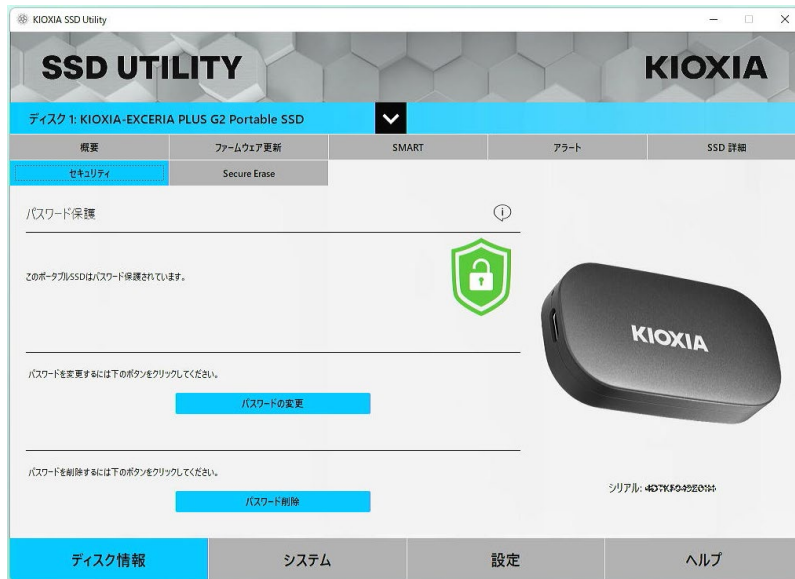 KIOXIA SSD Utility
SSD UTILITY
KIOXIA
ディスク 1: KIOXIA-EXCERIA PLUS G2 Portable SSD
概要 ファームウェア更新 SMART アラート SSD 詳細
セキュリティ Secure Erase
パスワード保護
このポータブルSSDはパスワード保護されています。
KIOXIA
パスワードを変更するには下のボタンをクリックしてください。
パスワードの変更
パスワードを削除するには下のボタンをクリックしてください。
パスワード削除
シリアル:
ディスク情報 システム 設定 ヘルプ